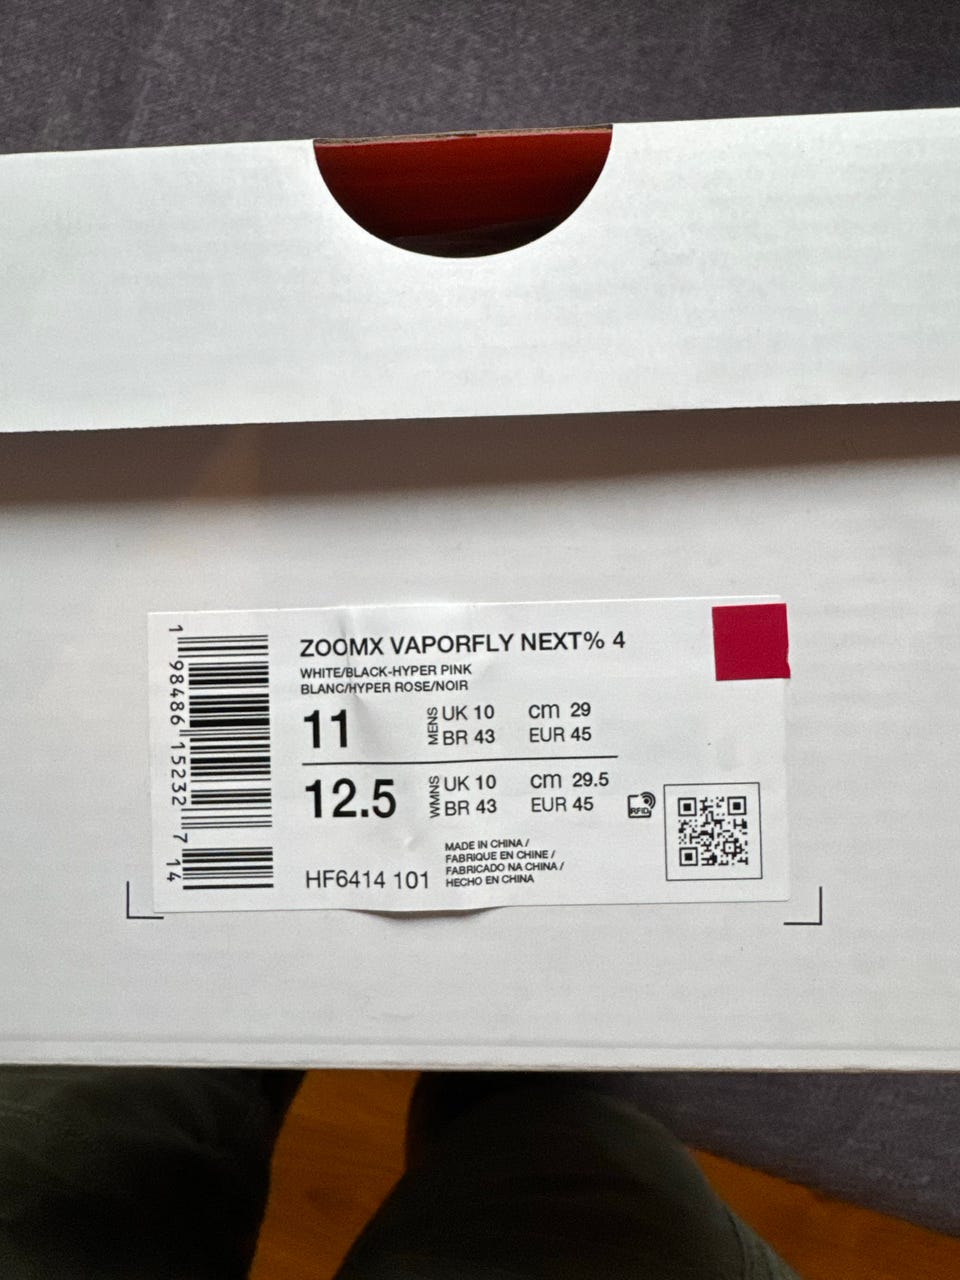 ZOOMX VAPORFLY NEXT% 4
WHITE/BLACK-HYPER PINK
BLANC/HYPER ROSE/NOIR
11 MENS UK 10 cm 29
BR 43 EUR 45
12.5 WMNS UK 10 cm 29.5
BR 43 EUR 45
RFID
MADE IN CHINA /
FABRIQUE EN CHINE /
FABRICADO NA CHINA /
HECHO EN CHINA
HF6414 101
1 98486 15232 7 14